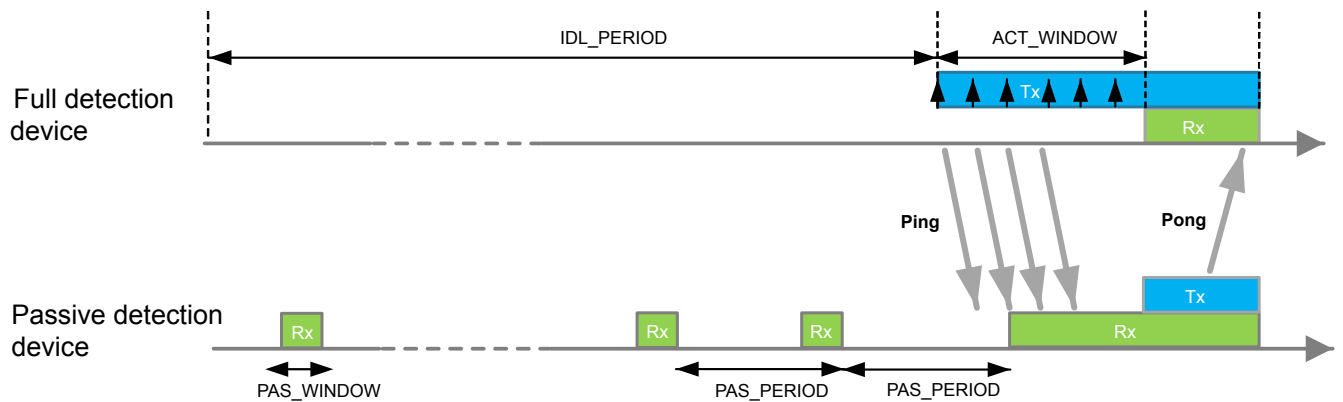 IDL_PERIOD
ACT_WINDOW
Full detection
device
Tx
Rx
Ping
Pong
Passive detection
device
Rx
Rx
Rx
Rx
Tx
PAS_WINDOW
PAS_PERIOD
PAS_PERIOD